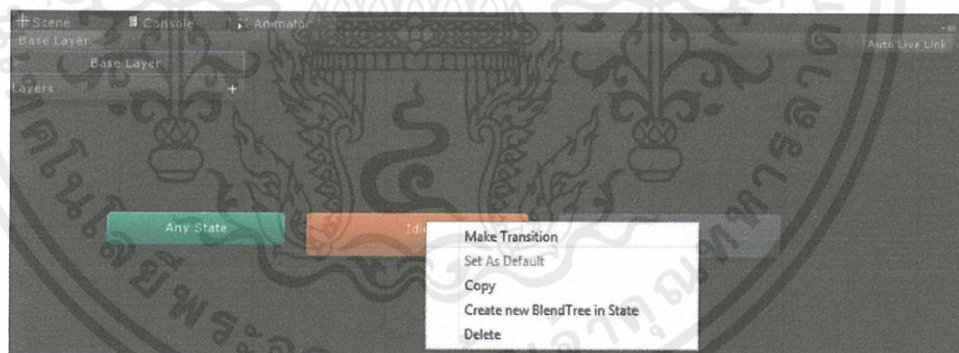 Scene Console Animator
Base Layer Auto Live Link
Base Layer
Layers +
Any State
Make Transition
Set As Default
Copy
Create new BlendTree in State
Delete